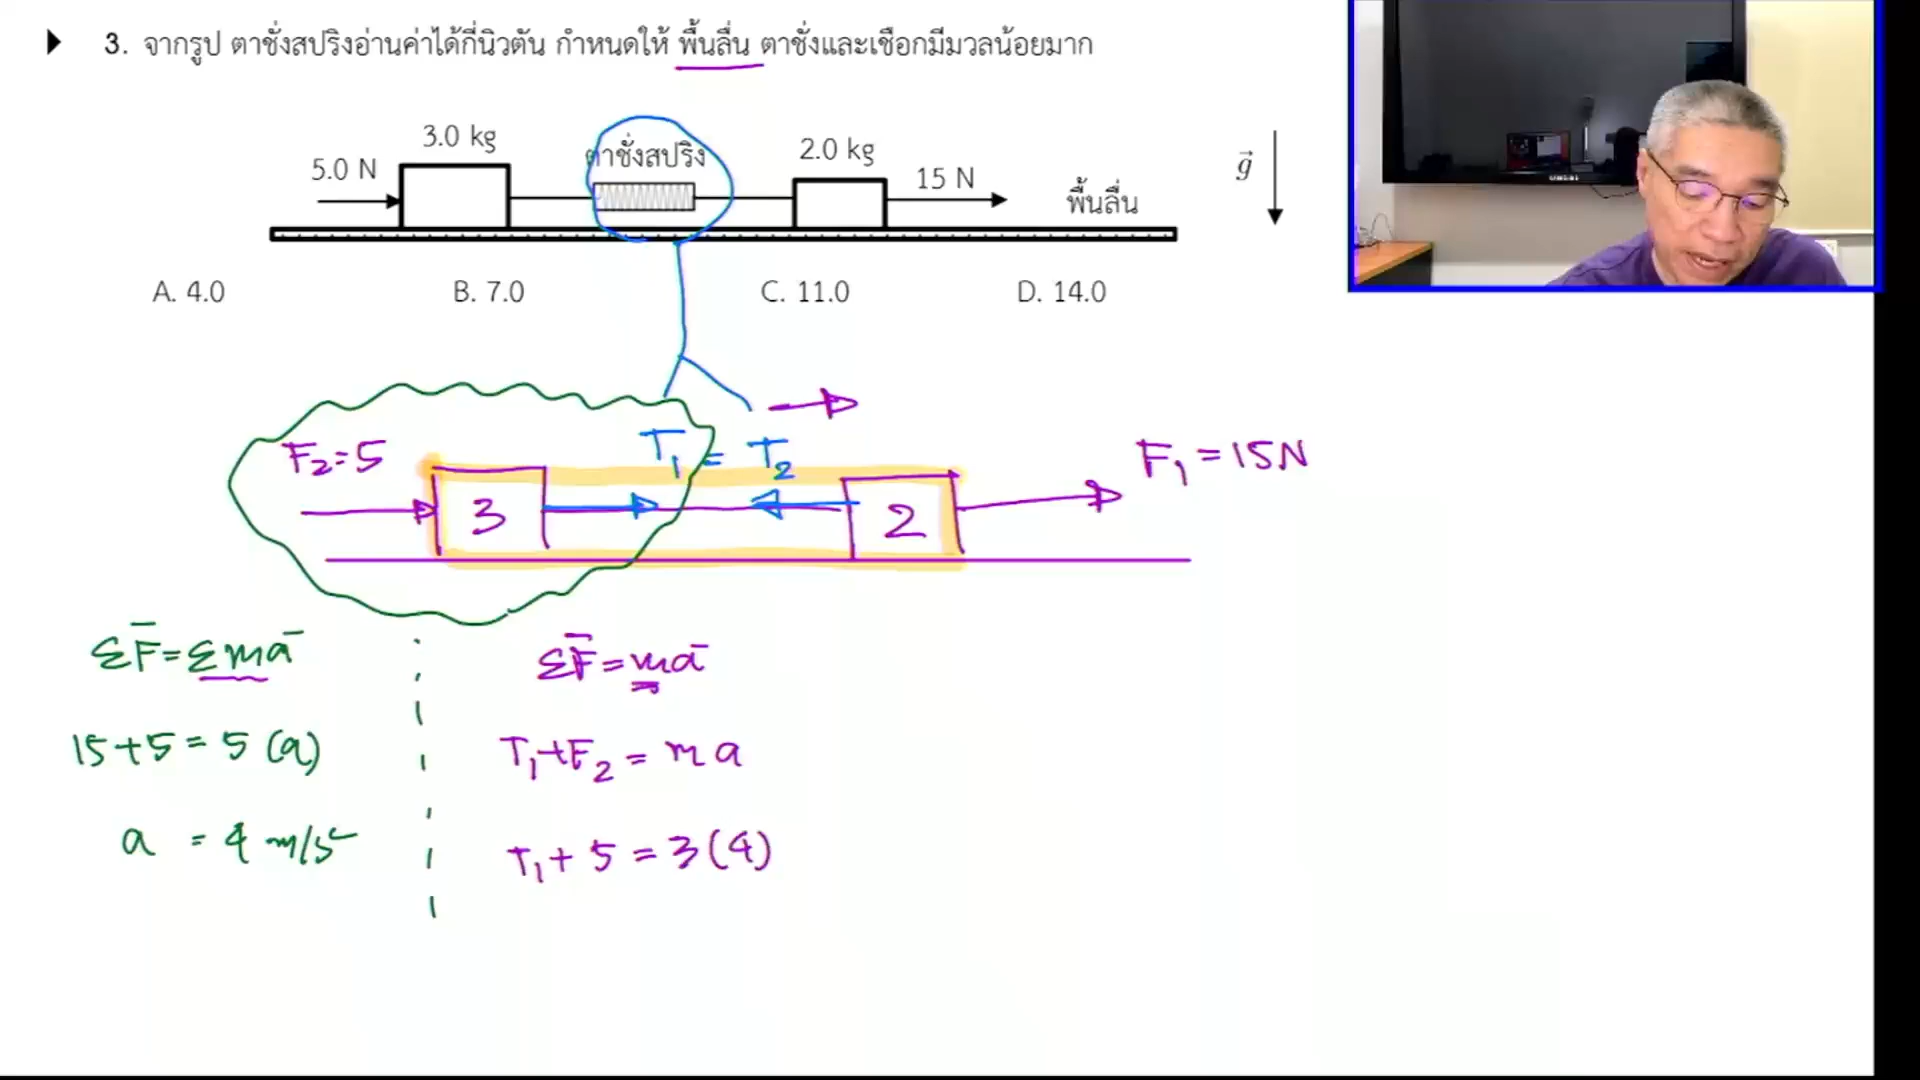 3. จากรูป ตาชั่งสปริงอ่านค่าได้กี่นิวตัน กำหนดให้ พื้นลื่น ตาชั่งและเชือกมีมวลน้อยมาก
3.0 kg
ตาชั่งสปริง
2.0 kg
5.0 N
15 N
พื้นลื่น
g
A. 4.0 B. 7.0 C. 11.0 D. 14.0
F₂=5
T₁ = T₂
F₁ = 15N
3
2
ΣF̄=Σmā
ΣF̄=mā
15+5=5(a)
T₁+F₂=ma
a = 4 m/s²
T₁+5=3(4)